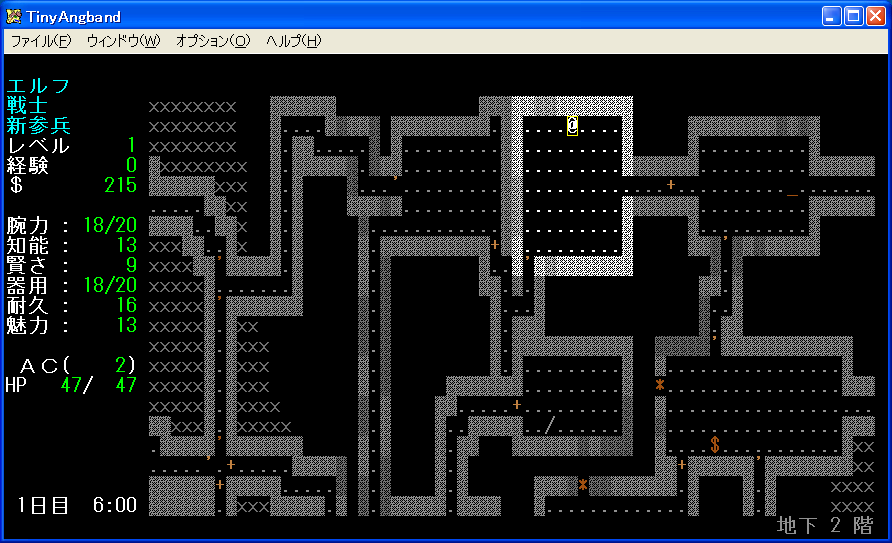 TinyAngband
ファイル(F) ウィンドウ(W) オプション(O) ヘルプ(H)
エルフ
戦士
新参兵
レベル 1
経験 0
$ 215
腕力 : 18/20
知能 : 13
賢さ : 9
器用 : 18/20
耐久 : 16
魅力 : 13
AC( 2)
HP 47/ 47
1日目 6:00
地下 2 階